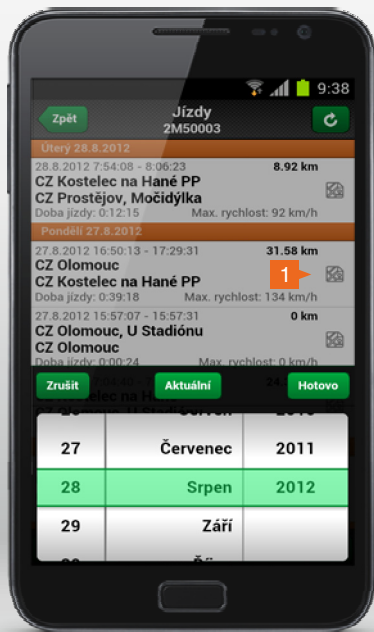 9:38
Zpět
Jízdy
2M50003
Úterý 28.8.2012
28.8.2012 7:54:08 - 8:06:23 8.92 km
CZ Kostelec na Hané PP
CZ Prostějov, Močidýlka
Doba jízdy: 0:12:15 Max. rychlost: 92 km/h
Pondělí 27.8.2012
27.8.2012 16:50:13 - 17:29:31 31.58 km
CZ Olomouc
1
CZ Kostelec na Hané PP
Doba jízdy: 0:39:18 Max. rychlost: 134 km/h
27.8.2012 15:57:07 - 15:57:31 0 km
CZ Olomouc, U Stadiónu
CZ Olomouc
Doba jízdy: 0:00:24 Max. rychlost: 0 km/h
Zrušit Aktuální Hotovo
27 Červenec 2011
28 Srpen 2012
29 Září